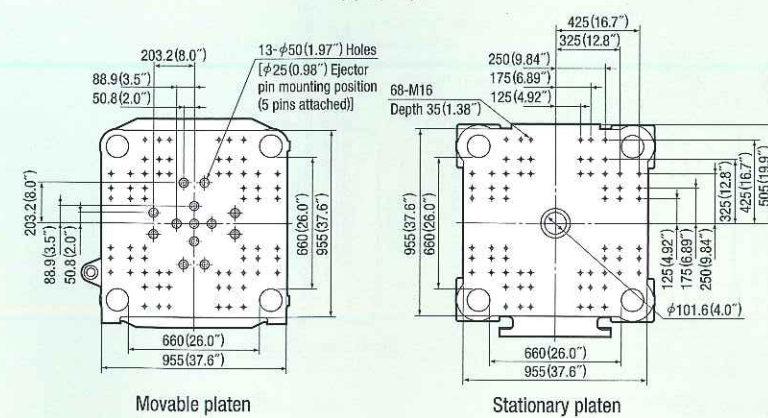 425(16.7″)
325(12.8″)
203.2(8.0″)
13-φ50(1.97″) Holes
250(9.84″)
[φ25(0.98″) Ejector
88.9(3.5″)
175(6.89″)
pin mounting position
68-M16
50.8(2.0″)
(5 pins attached)]
125(4.92″)
Depth 35(1.38″)
203.2(8.0″)
88.9(3.5″)
50.8(2.0″)
660(26.0″)
955(37.6″)
955(37.6″)
660(26.0″)
125(4.92″)
175(6.89″)
250(9.84″)
325(12.8″)
425(16.7″)
505(19.9″)
φ101.6(4.0″)
660(26.0″)
955(37.6″)
660(26.0″)
955(37.6″)
Movable platen
Stationary platen